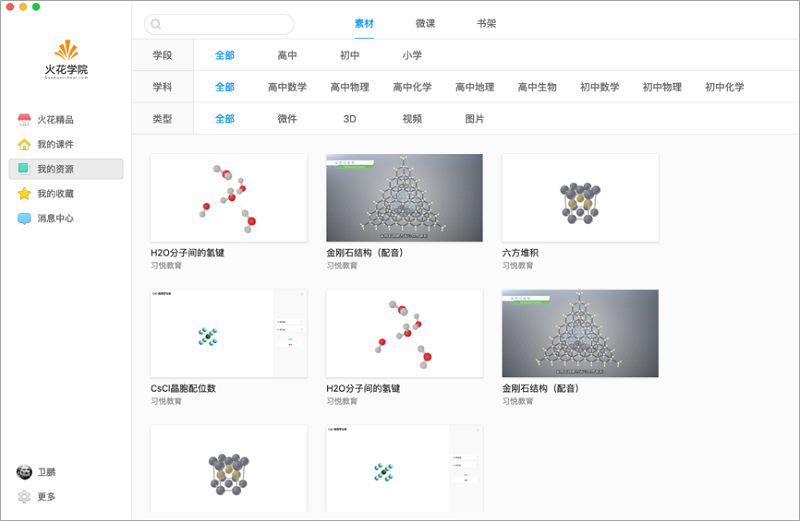 素材 微课 书架
火花学院
huohuaschool.com
学段 全部 高中 初中 小学
学科 全部 高中数学 高中物理 高中化学 高中地理 高中生物 初中数学 初中物理 初中化学
类型 全部 微件 3D 视频 图片
火花精品
我的课件
我的资源
我的收藏
消息中心
H2O分子间的氢键
习悦教育
金刚石结构（配音）
习悦教育
六方堆积
习悦教育
CsCl晶胞配位数
习悦教育
H2O分子间的氢键
习悦教育
金刚石结构（配音）
习悦教育
卫鹏
更多